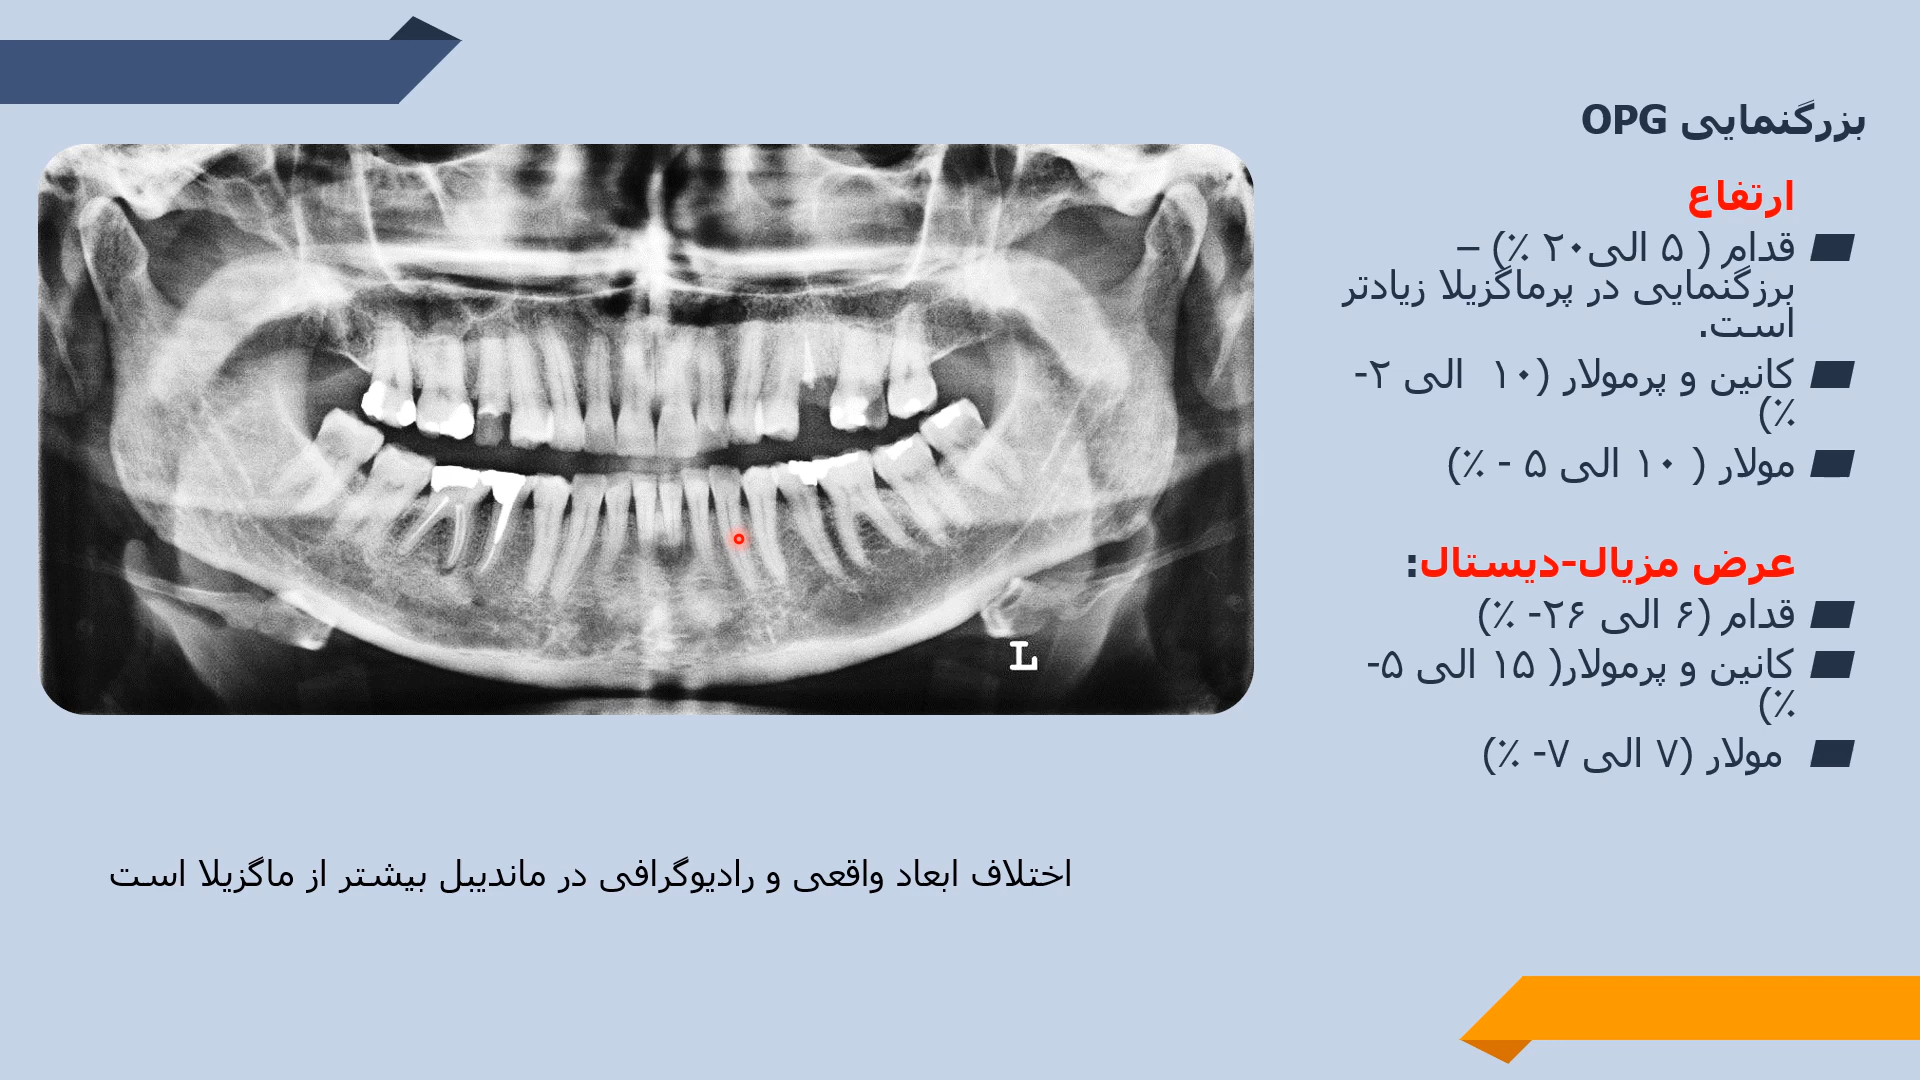 بزرگنمایی OPG
ارتفاع
قدام ( ۵ الی۲۰ ٪) –
برزگنمایی در پرماگزیلا زیادتر
است.
کانین و پرمولار (۱۰ الی ۲-
٪)
مولار ( ۱۰ الی ۵ - ٪)
عرض مزیال-دیستال:
قدام (۶ الی ۲۶- ٪)
کانین و پرمولار( ۱۵ الی ۵-
٪)
مولار (۷ الی ۷- ٪)
L
اختلاف ابعاد واقعی و رادیوگرافی در ماندیبل بیشتر از ماگزیلا است